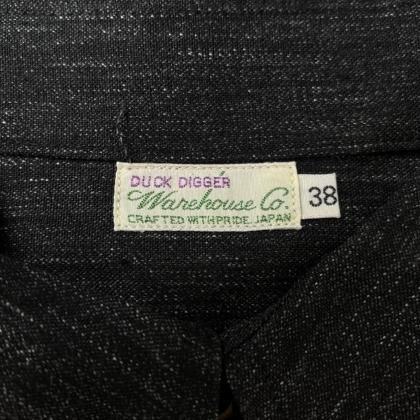 DUCK DIGGER
Warehouse Co.
CRAFTED WITH PRIDE. JAPAN
38